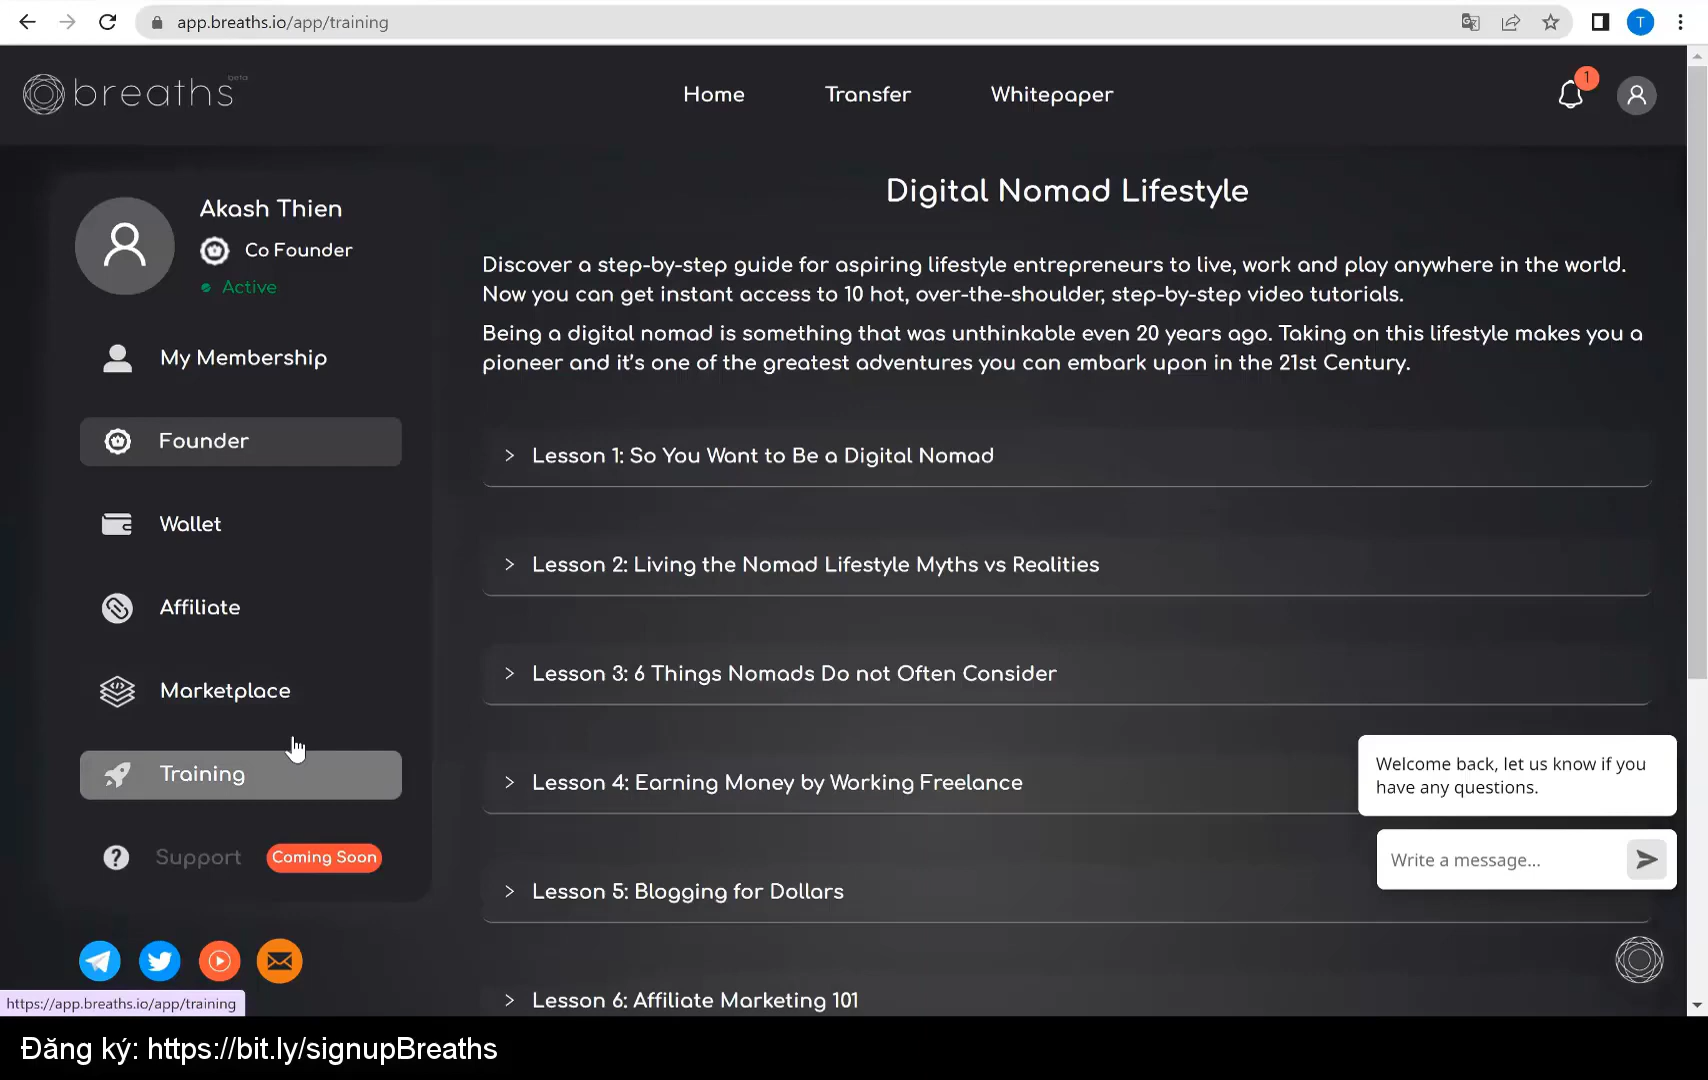 app.breaths.io/app/training
T
breaths beta
Home
Transfer
Whitepaper
1
Akash Thien
Co Founder
Active
My Membership
Founder
Wallet
Affiliate
Marketplace
Training
Support
Coming Soon
https://app.breaths.io/app/training
Digital Nomad Lifestyle
Discover a step-by-step guide for aspiring lifestyle entrepreneurs to live, work and play anywhere in the world.
Now you can get instant access to 10 hot, over-the-shoulder, step-by-step video tutorials.
Being a digital nomad is something that was unthinkable even 20 years ago. Taking on this lifestyle makes you a
pioneer and it's one of the greatest adventures you can embark upon in the 21st Century.
Lesson 1: So You Want to Be a Digital Nomad
Lesson 2: Living the Nomad Lifestyle Myths vs Realities
Lesson 3: 6 Things Nomads Do not Often Consider
Lesson 4: Earning Money by Working Freelance
Lesson 5: Blogging for Dollars
Lesson 6: Affiliate Marketing 101
Welcome back, let us know if you
have any questions.
Write a message...
Đăng ký: https://bit.ly/signupBreaths